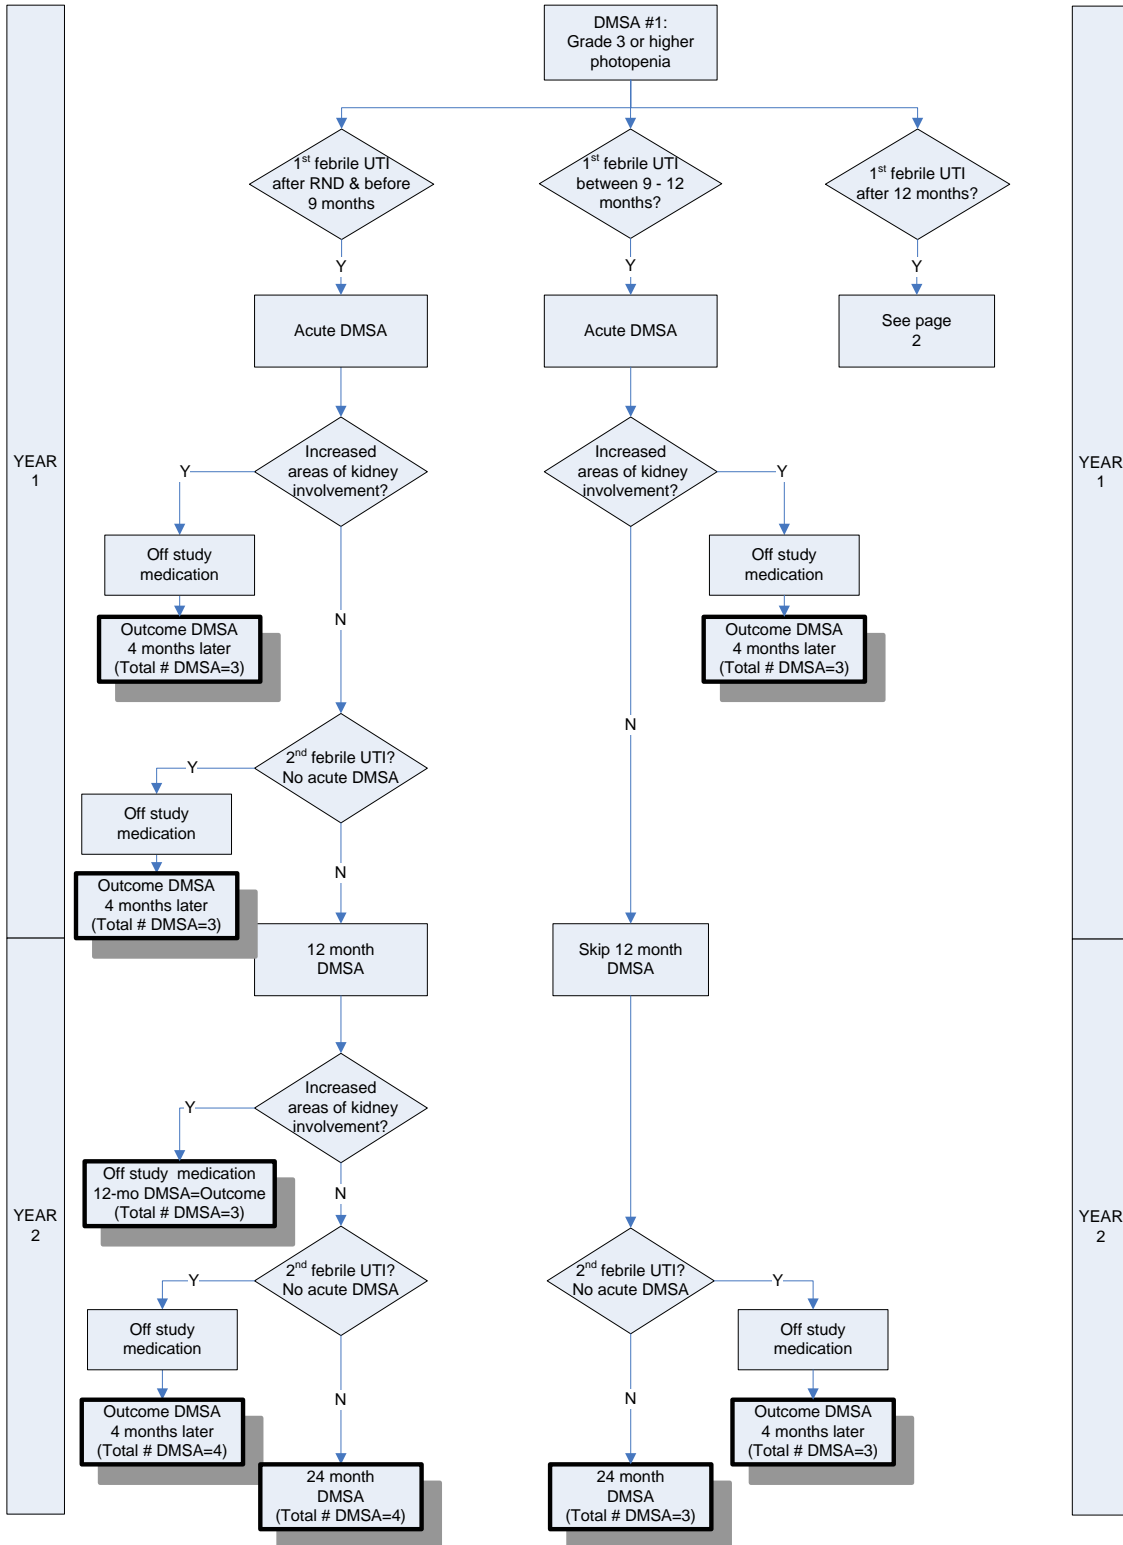 DMSA #1:
Grade 3 or higher
photopenia
1st febrile UTI
after RND & before
9 months
1st febrile UTI
between 9 - 12
months?
1st febrile UTI
after 12 months?
Y
Y
Y
Acute DMSA
Acute DMSA
See page
2
YEAR
1
YEAR
1
Increased
areas of kidney
involvement?
Y
Increased
areas of kidney
involvement?
Y
Off study
medication
Off study
medication
N
Outcome DMSA
4 months later
(Total # DMSA=3)
Outcome DMSA
4 months later
(Total # DMSA=3)
N
2nd febrile UTI?
No acute DMSA
Y
Off study
medication
N
Outcome DMSA
4 months later
(Total # DMSA=3)
12 month
DMSA
Skip 12 month
DMSA
Increased
areas of kidney
involvement?
Y
Off study  medication
12-mo DMSA=Outcome
(Total # DMSA=3)
N
YEAR
2
YEAR
2
2nd febrile UTI?
No acute DMSA
Y
2nd febrile UTI?
No acute DMSA
Y
Off study
medication
Off study
medication
N
N
Outcome DMSA
4 months later
(Total # DMSA=4)
Outcome DMSA
4 months later
(Total # DMSA=3)
24 month
DMSA
(Total # DMSA=4)
24 month
DMSA
(Total # DMSA=3)